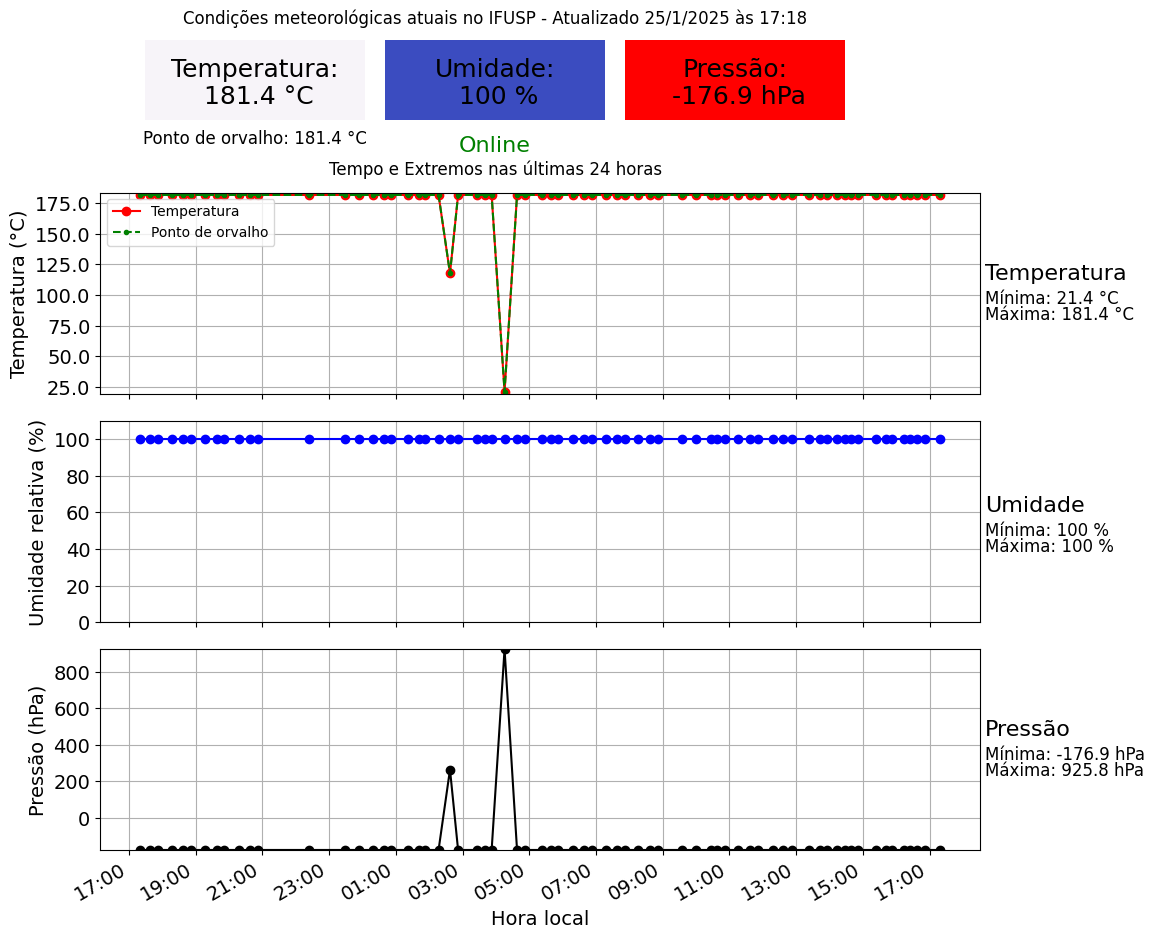 Condições meteorológicas atuais no IFUSP - Atualizado 25/1/2025 às 17:18
Temperatura:
181.4 °C
Umidade:
100 %
Pressão:
-176.9 hPa
Ponto de orvalho: 181.4 °C
Online
Tempo e Extremos nas últimas 24 horas
Temperatura (°C)
175.0
150.0
125.0
100.0
75.0
50.0
25.0
Temperatura
Ponto de orvalho
Temperatura
Mínima: 21.4 °C
Máxima: 181.4 °C
Umidade relativa (%)
100
80
60
40
20
0
Umidade
Mínima: 100 %
Máxima: 100 %
Pressão (hPa)
800
600
400
200
0
Pressão
Mínima: -176.9 hPa
Máxima: 925.8 hPa
17:00
19:00
21:00
23:00
01:00
03:00
05:00
07:00
09:00
11:00
13:00
15:00
17:00
Hora local